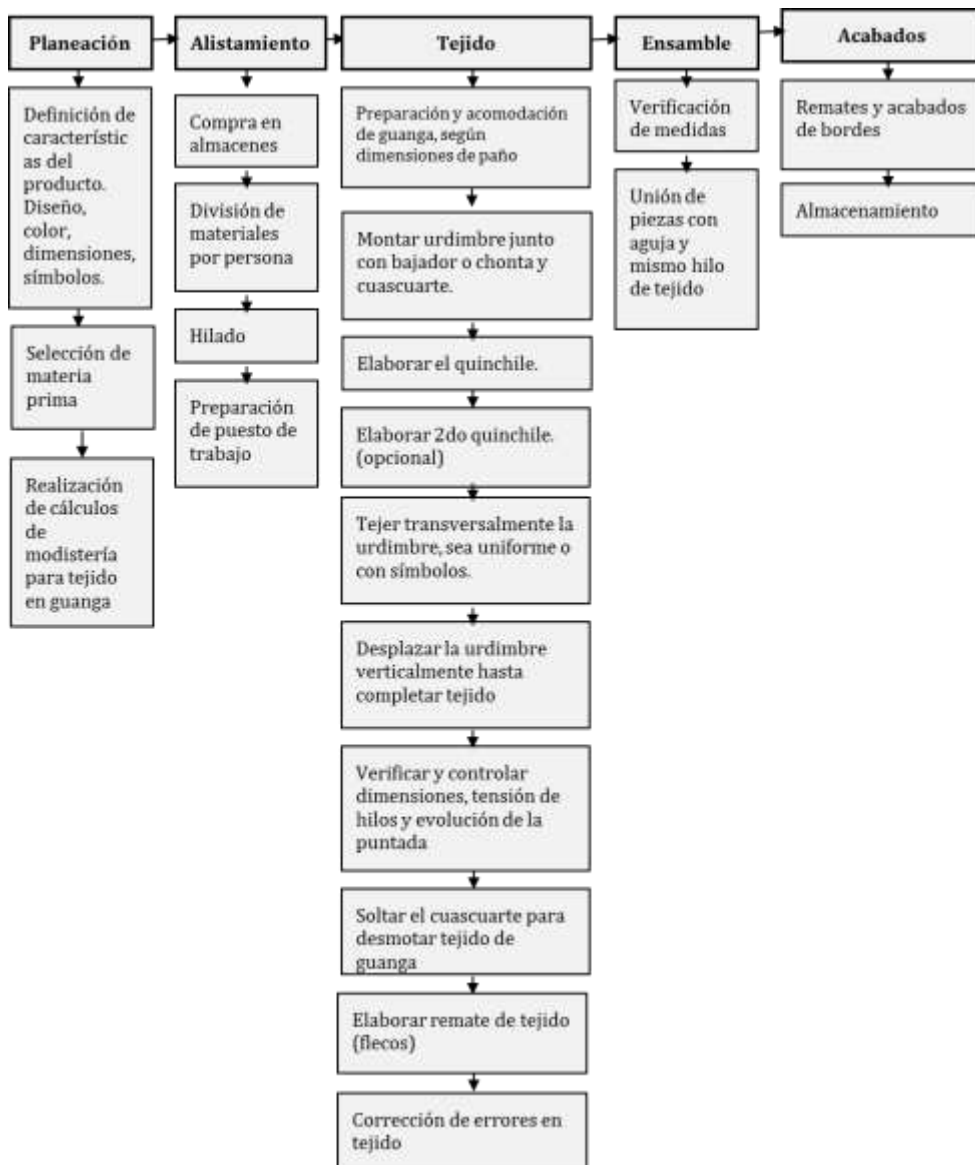 Planeación
Definición de
característic
as del
producto.
Diseño,
color,
dimensiones,
símbolos.
Selección de
materia
prima
Realización
de cálculos
de
modistería
para tejido
en guanga
Alistamiento
Compra en
almacenes
División de
materiales
por persona
Hilado
Preparación
de puesto de
trabajo
Tejido
Preparación y acomodación
de guanga, según
dimensiones de paño
Montar urdimbre junto
con bajador o chonta y
cuascuarte.
Elaborar el quinchile.
Elaborar 2do quinchile.
(opcional)
Tejer transversalmente la
urdimbre, sea uniforme o
con símbolos.
Desplazar la urdimbre
verticalmente hasta
completar tejido
Verificar y controlar
dimensiones, tensión de
hilos y evolución de la
puntada
Soltar el cuascuarte para
desmotar tejido de
guanga
Elaborar remate de tejido
(flecos)
Corrección de errores en
tejido
Ensamble
Verificación
de medidas
Unión de
piezas con
aguja y
mismo hilo
de tejido
Acabados
Remates y acabados
de bordes
Almacenamiento